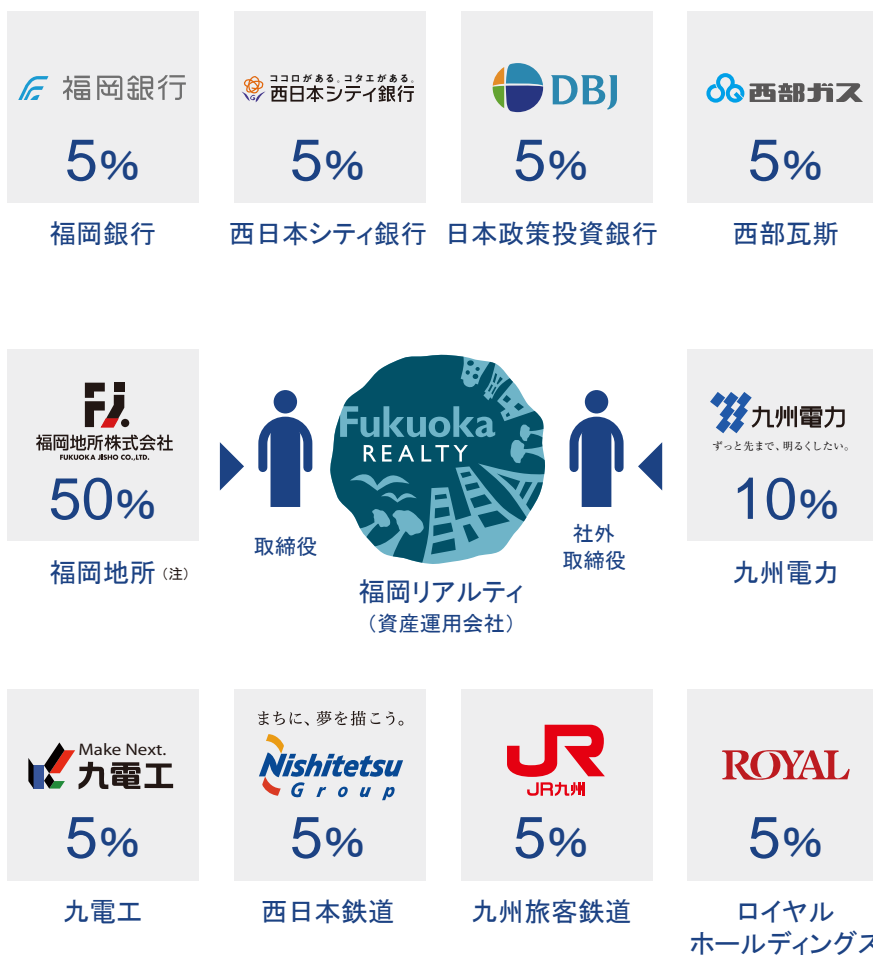 福岡銀行
ココロがある。コタエがある。
西日本シティ銀行
DBJ
西部ガス
5%
5%
5%
5%
福岡銀行
西日本シティ銀行
日本政策投資銀行
西部瓦斯
福岡地所株式会社
FUKUOKA JISHO CO.,LTD.
50%
福岡地所(注)
取締役
Fukuoka
REALTY
福岡リアルティ
(資産運用会社)
社外
取締役
九州電力
ずっと先まで、明るくしたい。
10%
九州電力
Make Next.
九電工
5%
九電工
まちに、夢を描こう。
Nishitetsu
Group
5%
西日本鉄道
JR
JR九州
5%
九州旅客鉄道
ROYAL
5%
ロイヤル
ホールディングス